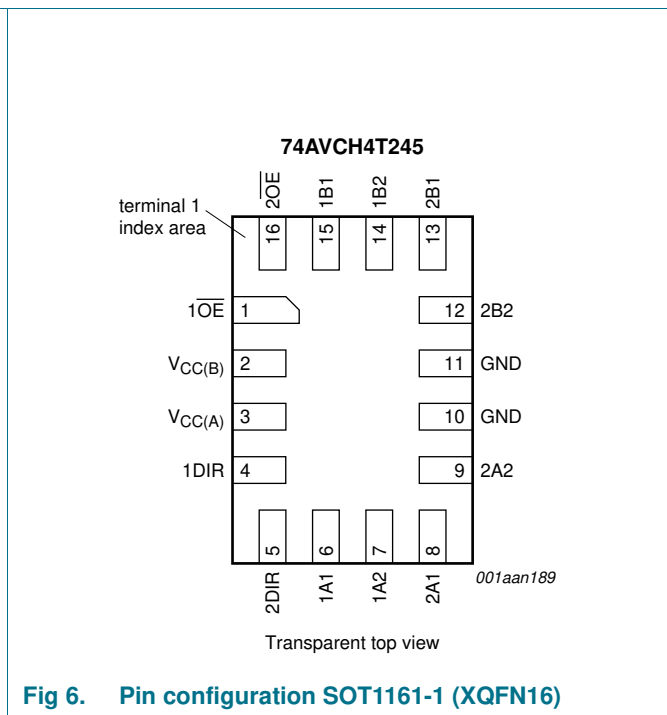 74AVCH4T245
2O̅E̅
1B1
1B2
2B1
terminal 1
index area
16
15
14
13
1O̅E̅ 1
12 2B2
VCC(B) 2
11 GND
VCC(A) 3
10 GND
1DIR 4
9 2A2
5
6
7
8
2DIR
1A1
1A2
2A1
001aan189
Transparent top view
Fig 6. Pin configuration SOT1161-1 (XQFN16)